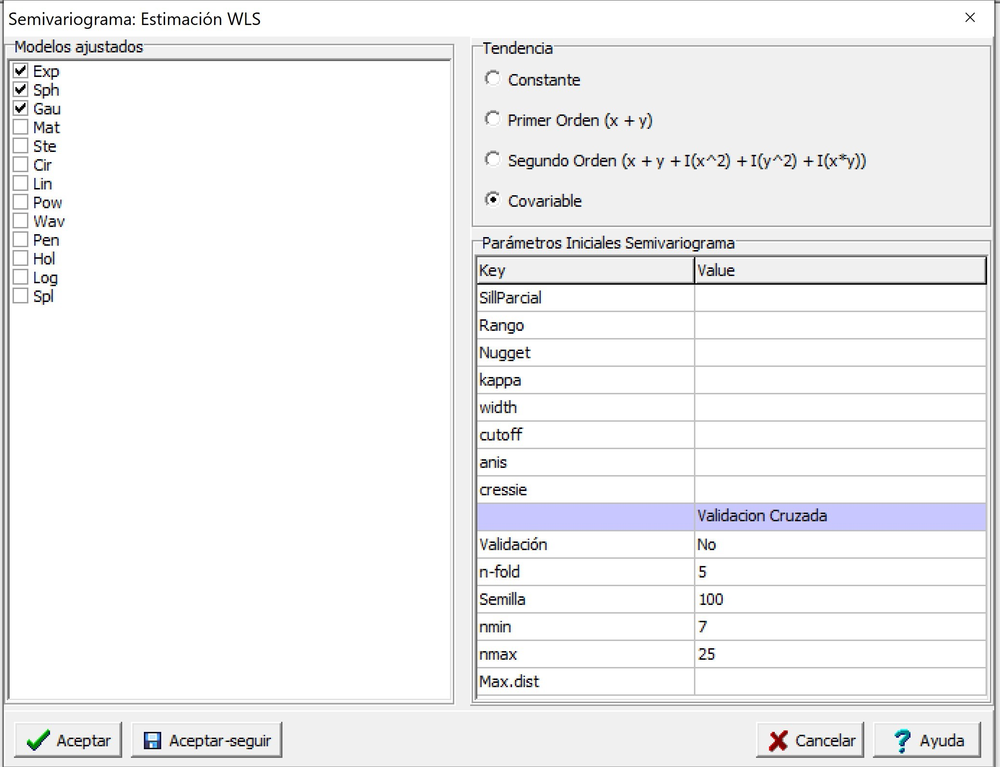 Semivariograma: Estimación WLS
Modelos ajustados
Exp
Sph
Gau
Mat
Ste
Cir
Lin
Pow
Wav
Pen
Hol
Log
Spl
Tendencia
Constante
Primer Orden (x + y)
Segundo Orden (x + y + I(x^2) + I(y^2) + I(x*y))
Covariable
Parámetros Iniciales Semivariograma
Key Value
SillParcial
Rango
Nugget
kappa
width
cutoff
anis
cressie
Validacion Cruzada
Validación No
n-fold 5
Semilla 100
nmin 7
nmax 25
Max.dist
Aceptar Aceptar-seguir Cancelar Ayuda